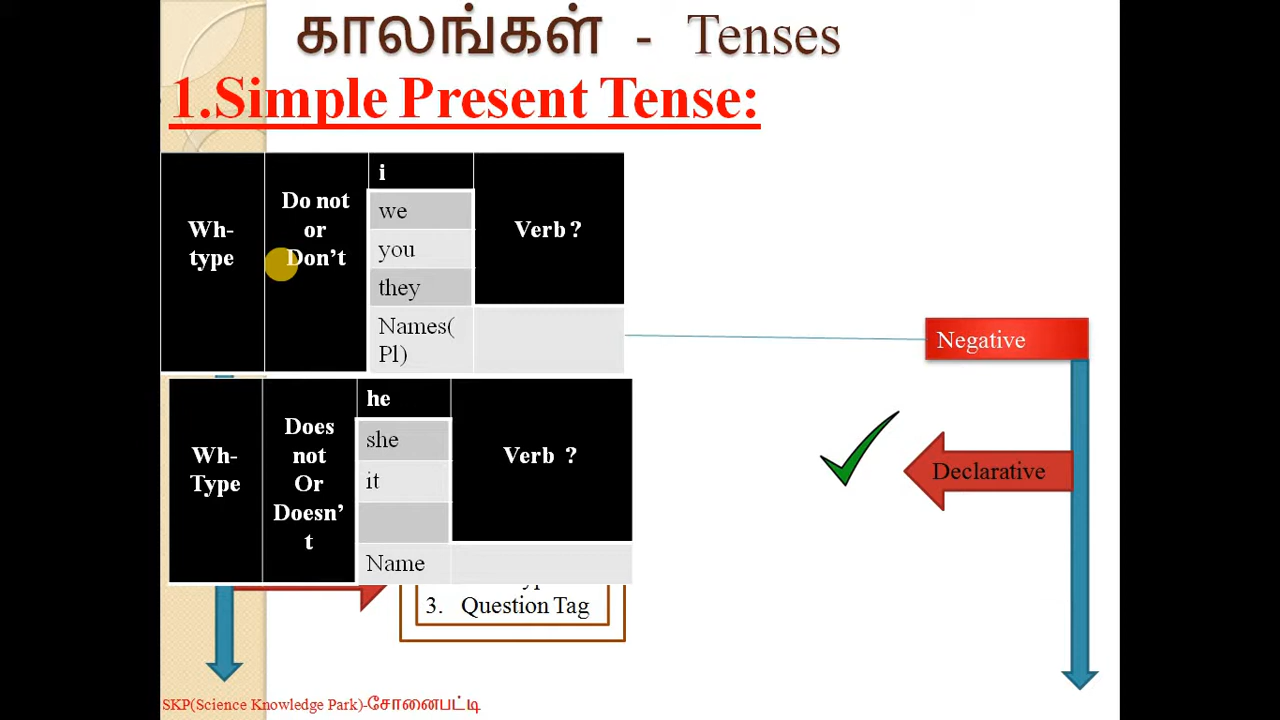 காலங்கள் - Tenses
1.Simple Present Tense:
Wh-
type
Do not
or
Don't
i
we
you
they
Names(
Pl)
Verb ?
Negative
Wh-
Type
Does
not
Or
Doesn'
t
he
she
it
Name
Verb ?
Declarative
3. Question Tag
SKP(Science Knowledge Park)-சோனைபட்டி